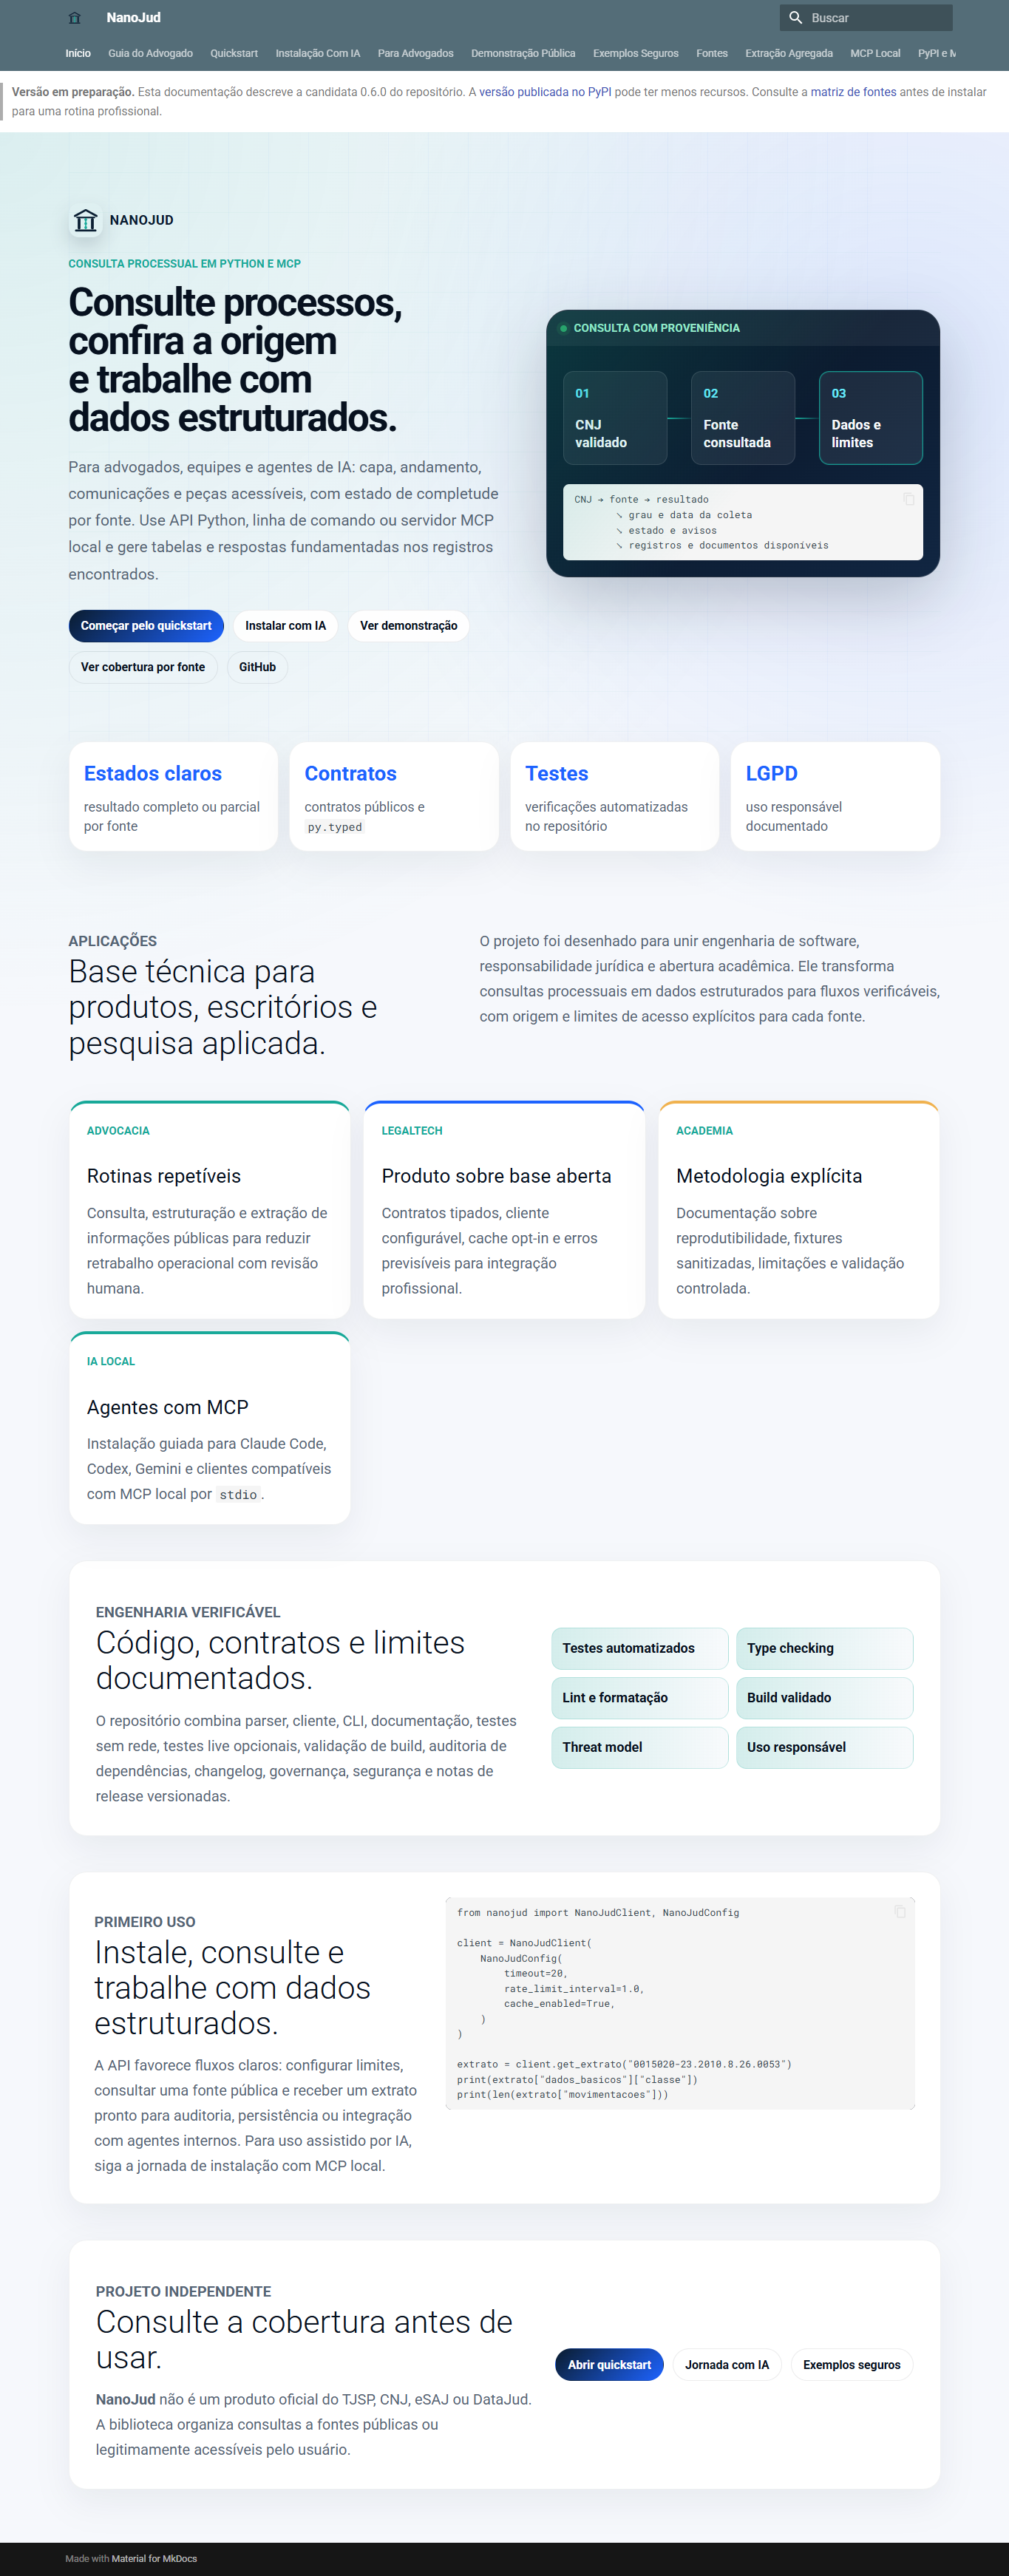 NanoJud
Buscar
Início Guia do Advogado Quickstart Instalação Com IA Para Advogados Demonstração Pública Exemplos Seguros Fontes Extração Agregada MCP Local PyPI e
Versão em preparação. Esta documentação descreve a candidata 0.6.0 do repositório. A versão publicada no PyPI pode ter menos recursos. Consulte a matriz de fontes antes de instalar
para uma rotina profissional.
NANOJUD
CONSULTA PROCESSUAL EM PYTHON E MCP
Consulte processos,
confira a origem
e trabalhe com
dados estruturados.
Para advogados, equipes e agentes de IA: capa, andamento,
comunicações e peças acessíveis, com estado de completude
por fonte. Use API Python, linha de comando ou servidor MCP
local e gere tabelas e respostas fundamentadas nos registros
encontrados.
Começar pelo quickstart
Instalar com IA
Ver demonstração
Ver cobertura por fonte
GitHub
CONSULTA COM PROVENIÊNCIA
01
CNJ
validado
02
Fonte
consultada
03
Dados e
limites
CNJ → fonte → resultado
↘ grau e data da coleta
↘ estado e avisos
↘ registros e documentos disponíveis
Estados claros
resultado completo ou parcial
por fonte
Contratos
contratos públicos e
py.typed
Testes
verificações automatizadas
no repositório
LGPD
uso responsável
documentado
APLICAÇÕES
Base técnica para
produtos, escritórios e
pesquisa aplicada.
O projeto foi desenhado para unir engenharia de software,
responsabilidade jurídica e abertura acadêmica. Ele transforma
consultas processuais em dados estruturados para fluxos verificáveis,
com origem e limites de acesso explícitos para cada fonte.
ADVOCACIA
Rotinas repetíveis
Consulta, estruturação e extração de
informações públicas para reduzir
retrabalho operacional com revisão
humana.
LEGALTECH
Produto sobre base aberta
Contratos tipados, cliente
configurável, cache opt-in e erros
previsíveis para integração
profissional.
ACADEMIA
Metodologia explícita
Documentação sobre
reprodutibilidade, fixtures
sanitizadas, limitações e validação
controlada.
IA LOCAL
Agentes com MCP
Instalação guiada para Claude Code,
Codex, Gemini e clientes compatíveis
com MCP local por stdio.
ENGENHARIA VERIFICÁVEL
Código, contratos e limites
documentados.
O repositório combina parser, cliente, CLI, documentação, testes
sem rede, testes live opcionais, validação de build, auditoria de
dependências, changelog, governança, segurança e notas de
release versionadas.
Testes automatizados
Type checking
Lint e formatação
Build validado
Threat model
Uso responsável
PRIMEIRO USO
Instale, consulte e
trabalhe com dados
estruturados.
A API favorece fluxos claros: configurar limites,
consultar uma fonte pública e receber um extrato
pronto para auditoria, persistência ou integração
com agentes internos. Para uso assistido por IA,
siga a jornada de instalação com MCP local.
from nanojud import NanoJudClient, NanoJudConfig
client = NanoJudClient(
NanoJudConfig(
timeout=20,
rate_limit_interval=1.0,
cache_enabled=True,
)
)
extrato = client.get_extrato("0015020-23.2010.8.26.0053")
print(extrato["dados_basicos"]["classe"])
print(len(extrato["movimentacoes"]))
PROJETO INDEPENDENTE
Consulte a cobertura antes de
usar.
NanoJud não é um produto oficial do TJSP, CNJ, eSAJ ou DataJud.
A biblioteca organiza consultas a fontes públicas ou
legitimamente acessíveis pelo usuário.
Abrir quickstart
Jornada com IA
Exemplos seguros
Made with Material for MkDocs